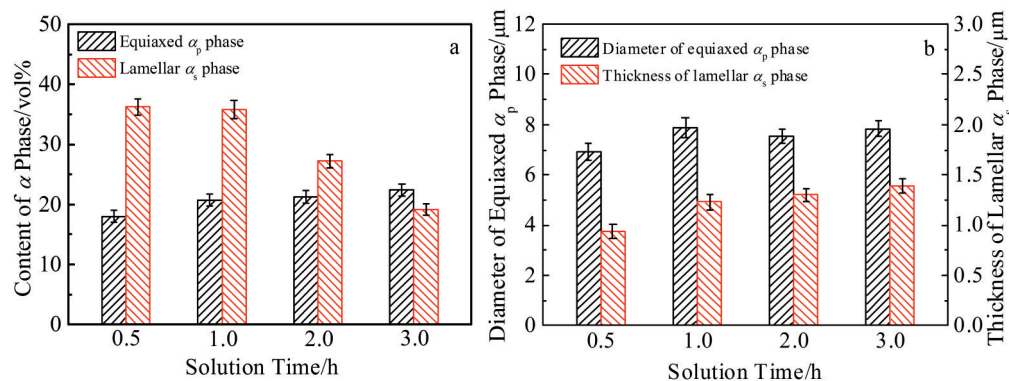 50
40
30
20
10
0
Content of α Phase/vol%
Equiaxed αp phase
Lamellar αs phase
a
0.5 1.0 2.0 3.0
Solution Time/h
12
10
8
6
4
2
0
Diameter of Equiaxed αp Phase/μm
Diameter of equiaxed αp phase
Thickness of lamellar αs phase
b
0.5 1.0 2.0 3.0
Solution Time/h
3.0
2.5
2.0
1.5
1.0
0.5
0.0
Thickness of Lamellar αs Phase/μm